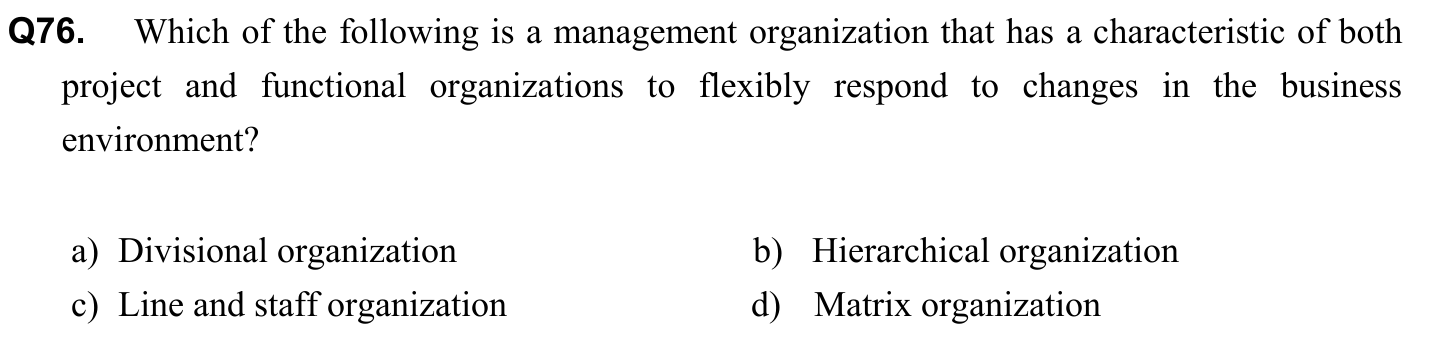 Q76. Which of the following is a management organization that has a characteristic of both
project and functional organizations to flexibly respond to changes in the business
environment?
a) Divisional organization b) Hierarchical organization
c) Line and staff organization d) Matrix organization